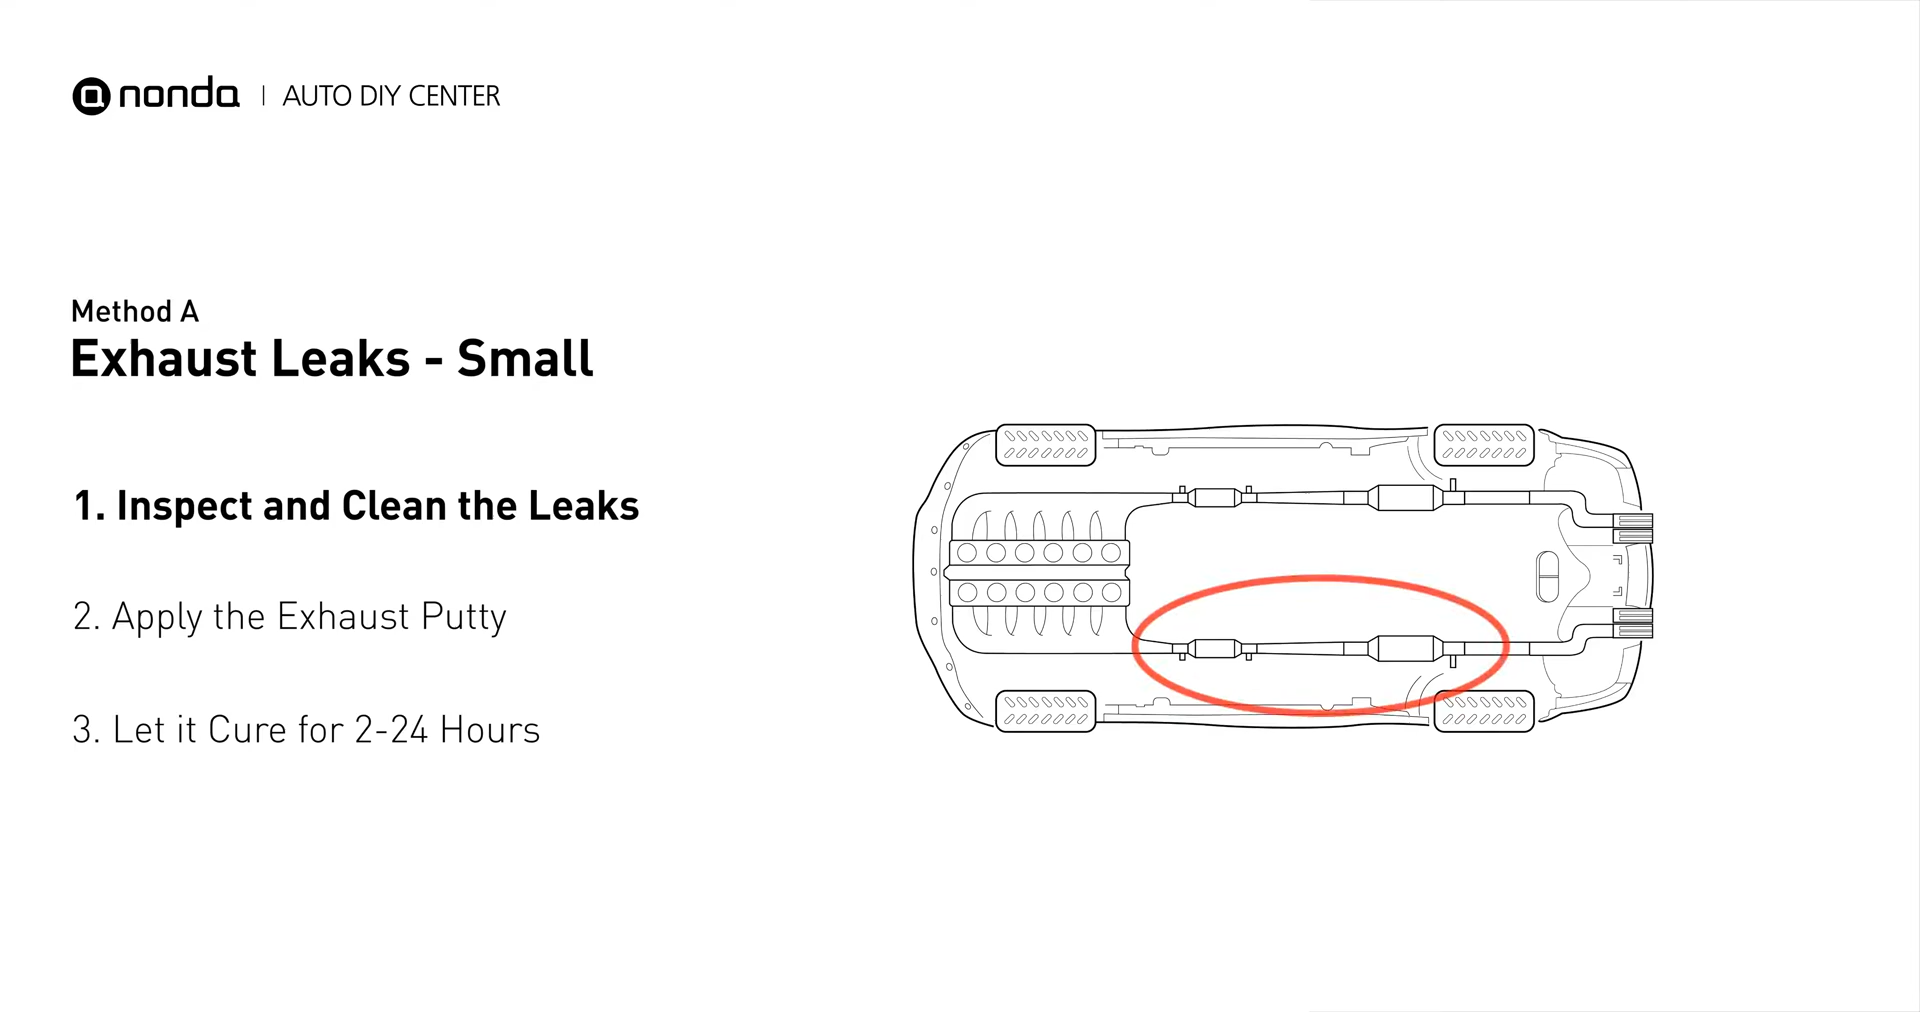 nonda | AUTO DIY CENTER
Method A
Exhaust Leaks - Small
1. Inspect and Clean the Leaks
2. Apply the Exhaust Putty
3. Let it Cure for 2-24 Hours